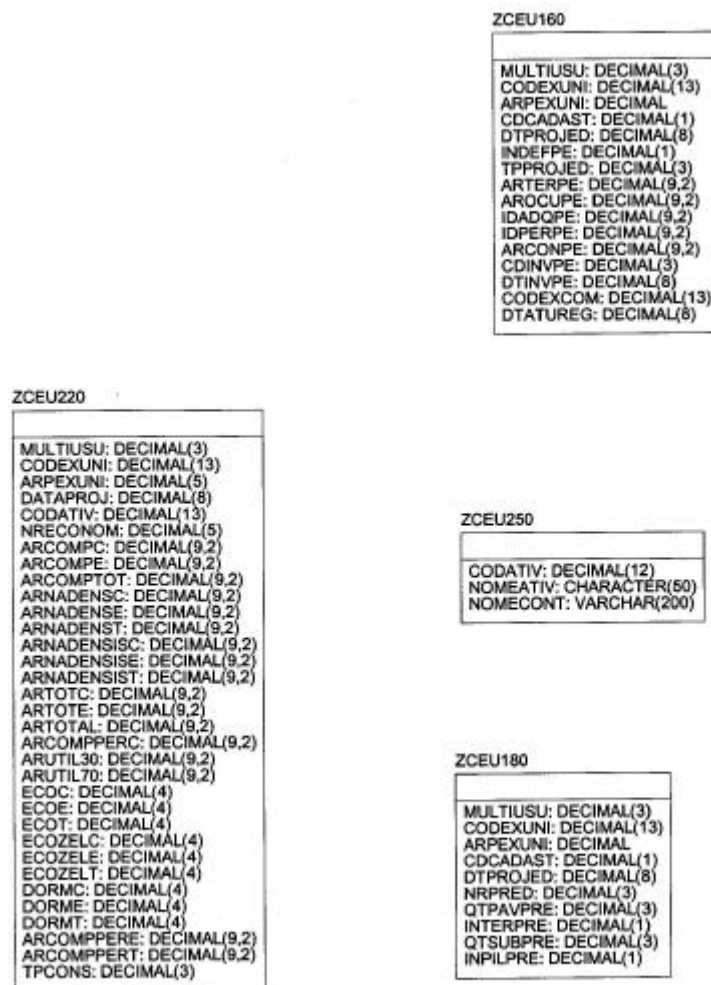 ZCEU160
MULTIUSU: DECIMAL(3)
CODEXUNI: DECIMAL(13)
ARPEXUNI: DECIMAL
CDCADAST: DECIMAL(1)
DTPROJED: DECIMAL(8)
INDEFPE: DECIMAL(1)
TPPROJED: DECIMAL(3)
ARTERPE: DECIMAL(9,2)
AROCUPE: DECIMAL(9,2)
IDADQPE: DECIMAL(9,2)
IDPERPE: DECIMAL(9,2)
ARCONPE: DECIMAL(9,2)
CDINVPE: DECIMAL(3)
DTINVPE: DECIMAL(8)
CODEXCOM: DECIMAL(13)
DTATUREG: DECIMAL(8)
ZCEU220
MULTIUSU: DECIMAL(3)
CODEXUNI: DECIMAL(13)
ARPEXUNI: DECIMAL(5)
DATAPROJ: DECIMAL(8)
CODATIV: DECIMAL(13)
NRECONOM: DECIMAL(5)
ARCOMPC: DECIMAL(9,2)
ARCOMPE: DECIMAL(9,2)
ARCOMPTOT: DECIMAL(9,2)
ARNADENSC: DECIMAL(9,2)
ARNADENSE: DECIMAL(9,2)
ARNADENST: DECIMAL(9,2)
ARNADENSISC: DECIMAL(9,2)
ARNADENSISE: DECIMAL(9,2)
ARNADENSIST: DECIMAL(9,2)
ARTOTC: DECIMAL(9,2)
ARTOTE: DECIMAL(9,2)
ARTOTAL: DECIMAL(9,2)
ARCOMPPERC: DECIMAL(9,2)
ARUTIL30: DECIMAL(9,2)
ARUTIL70: DECIMAL(9,2)
ECOC: DECIMAL(4)
ECOE: DECIMAL(4)
ECOT: DECIMAL(4)
ECOZELC: DECIMAL(4)
ECOZELE: DECIMAL(4)
ECOZELT: DECIMAL(4)
DORMC: DECIMAL(4)
DORME: DECIMAL(4)
DORMT: DECIMAL(4)
ARCOMPPERE: DECIMAL(9,2)
ARCOMPPERT: DECIMAL(9,2)
TPCONS: DECIMAL(3)
ZCEU250
CODATIV: DECIMAL(12)
NOMEATIV: CHARACTER(50)
NOMECONT: VARCHAR(200)
ZCEU180
MULTIUSU: DECIMAL(3)
CODEXUNI: DECIMAL(13)
ARPEXUNI: DECIMAL
CDCADAST: DECIMAL(1)
DTPROJED: DECIMAL(8)
NRPRED: DECIMAL(3)
QTPAVPRE: DECIMAL(3)
INTERPRE: DECIMAL(1)
QTSUBPRE: DECIMAL(3)
INPILPRE: DECIMAL(1)